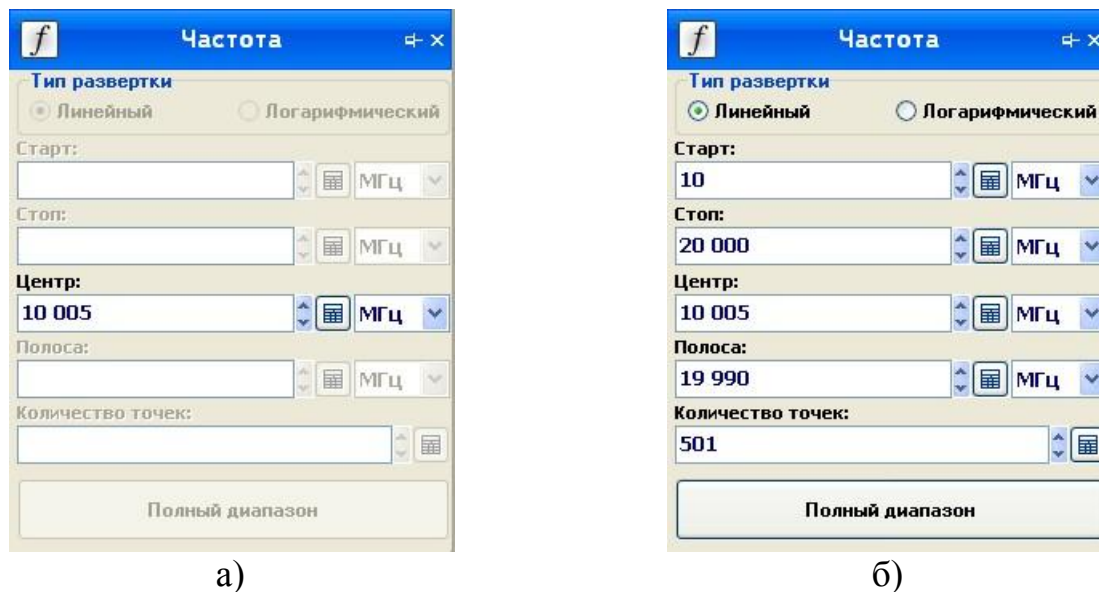 f Частота
Тип развертки
Линейный Логарифмический
Старт:
МГц
Стоп:
МГц
Центр:
10 005 МГц
Полоса:
МГц
Количество точек:
Полный диапазон
а)
f Частота
Тип развертки
Линейный Логарифмический
Старт:
10 МГц
Стоп:
20 000 МГц
Центр:
10 005 МГц
Полоса:
19 990 МГц
Количество точек:
501
Полный диапазон
б)